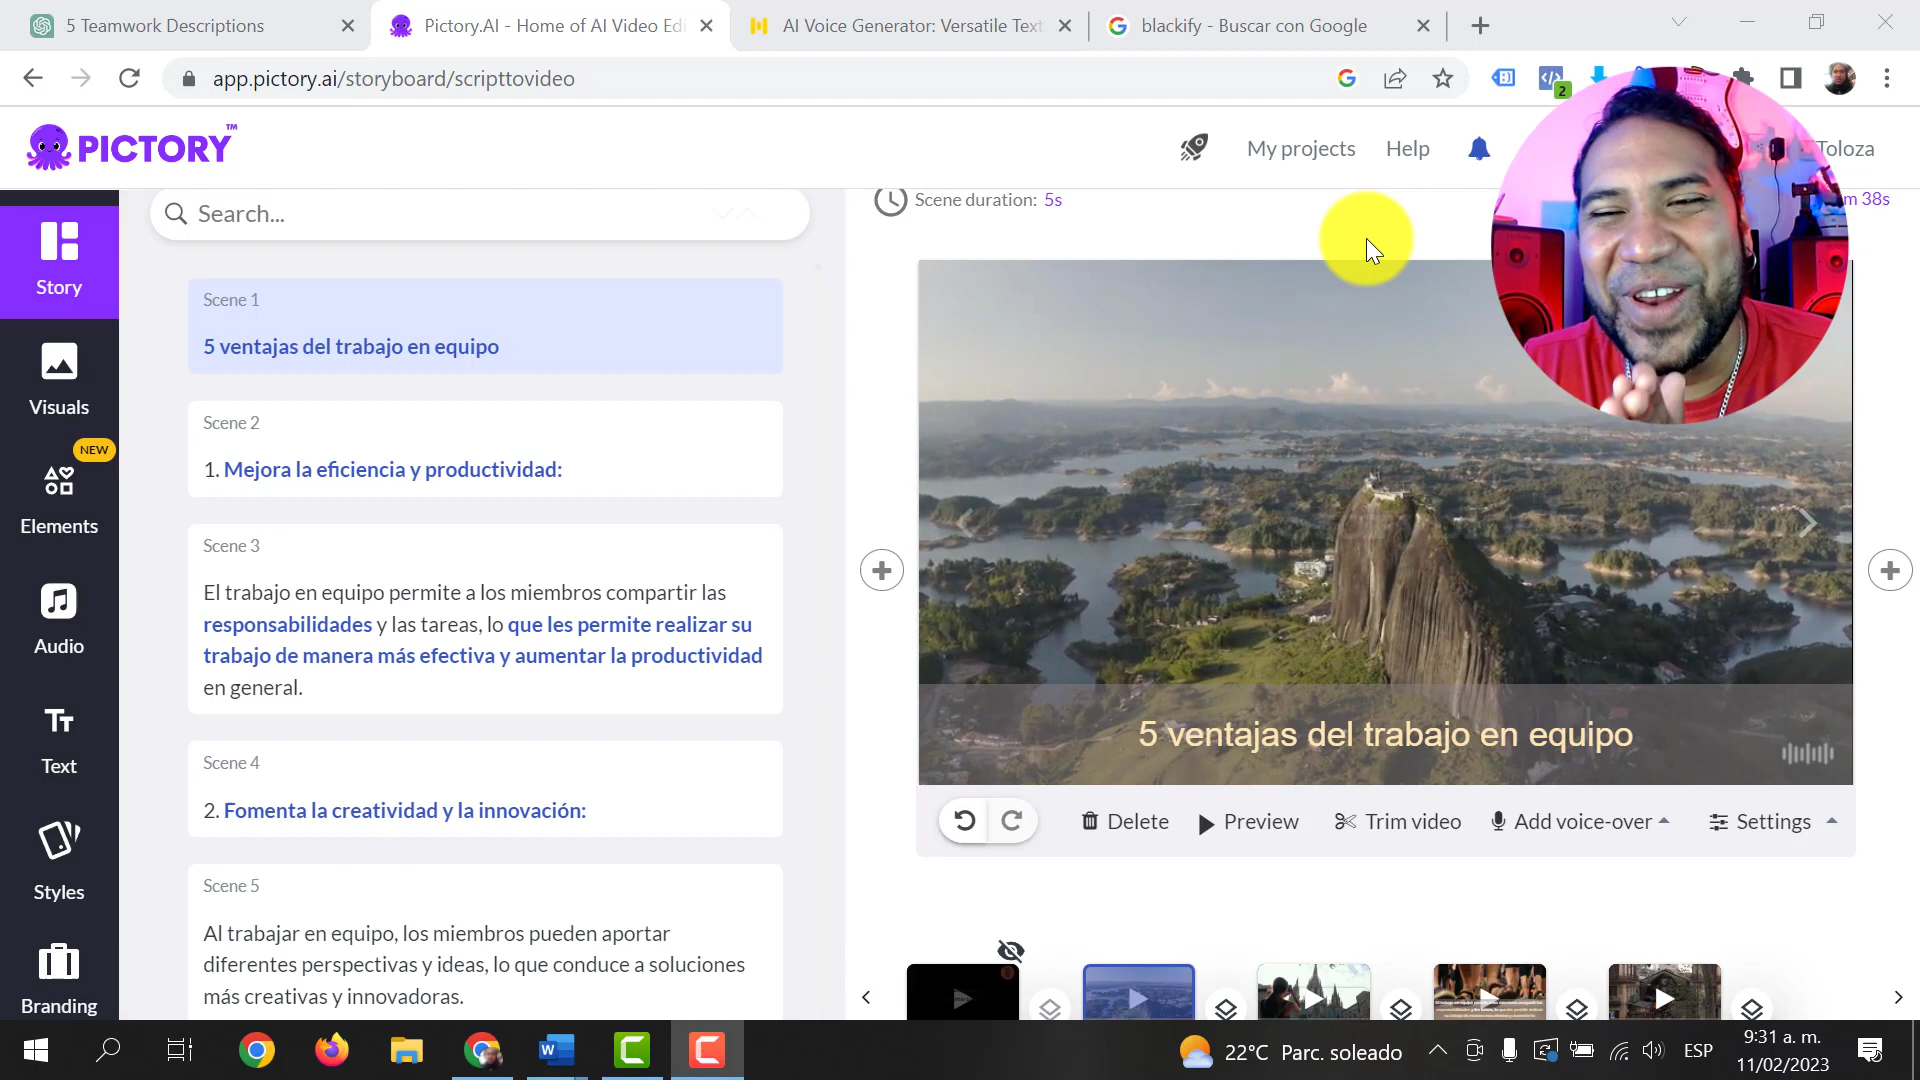 5 Teamwork Descriptions
Pictory.AI - Home of AI Video Edi
AI Voice Generator: Versatile Text
blackify - Buscar con Google
app.pictory.ai/storyboard/scripttovideo
2
PICTORY™
My projects
Help
Toloza
Search...
Scene duration: 5s
m 38s
Story
Visuals
NEW
Elements
Audio
Text
Styles
Branding
Scene 1
5 ventajas del trabajo en equipo
Scene 2
1. Mejora la eficiencia y productividad:
Scene 3
El trabajo en equipo permite a los miembros compartir las
responsabilidades y las tareas, lo que les permite realizar su
trabajo de manera más efectiva y aumentar la productividad
en general.
Scene 4
2. Fomenta la creatividad y la innovación:
Scene 5
Al trabajar en equipo, los miembros pueden aportar
diferentes perspectivas y ideas, lo que conduce a soluciones
más creativas y innovadoras.
5 ventajas del trabajo en equipo
Delete
Preview
Trim video
Add voice-over
Settings
22°C Parc. soleado
ESP
9:31 a. m.
11/02/2023